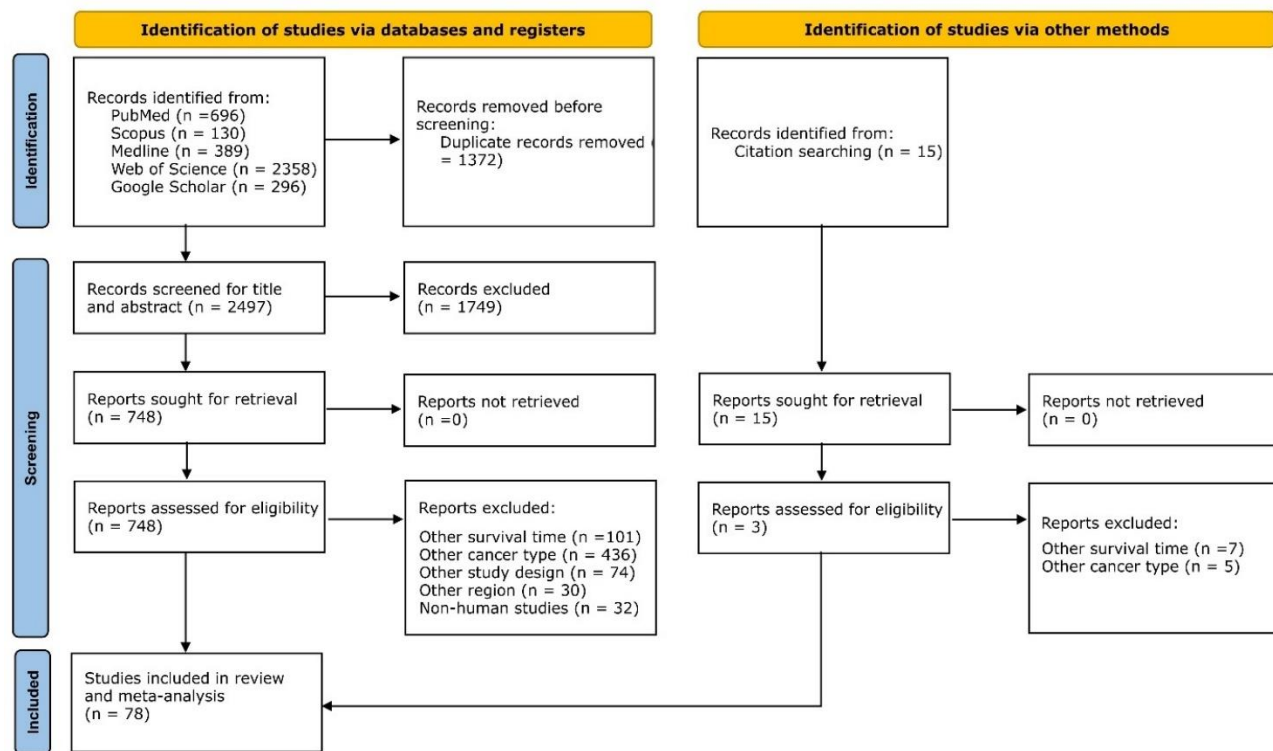 Identification of studies via databases and registers
Identification of studies via other methods
Identification
Records identified from:
PubMed (n =696)
Scopus (n = 130)
Medline (n = 389)
Web of Science (n = 2358)
Google Scholar (n = 296)
Records removed before
screening:
Duplicate records removed (
= 1372)
Records identified from:
Citation searching (n = 15)
Screening
Records screened for title
and abstract (n = 2497)
Records excluded
(n = 1749)
Reports sought for retrieval
(n = 748)
Reports not retrieved
(n =0)
Reports sought for retrieval
(n = 15)
Reports not retrieved
(n = 0)
Reports assessed for eligibility
(n = 748)
Reports excluded:
Other survival time (n =101)
Other cancer type (n = 436)
Other study design (n = 74)
Other region (n = 30)
Non-human studies (n = 32)
Reports assessed for eligibility
(n = 3)
Reports excluded:
Other survival time (n =7)
Other cancer type (n = 5)
Included
Studies included in review
and meta-analysis
(n = 78)